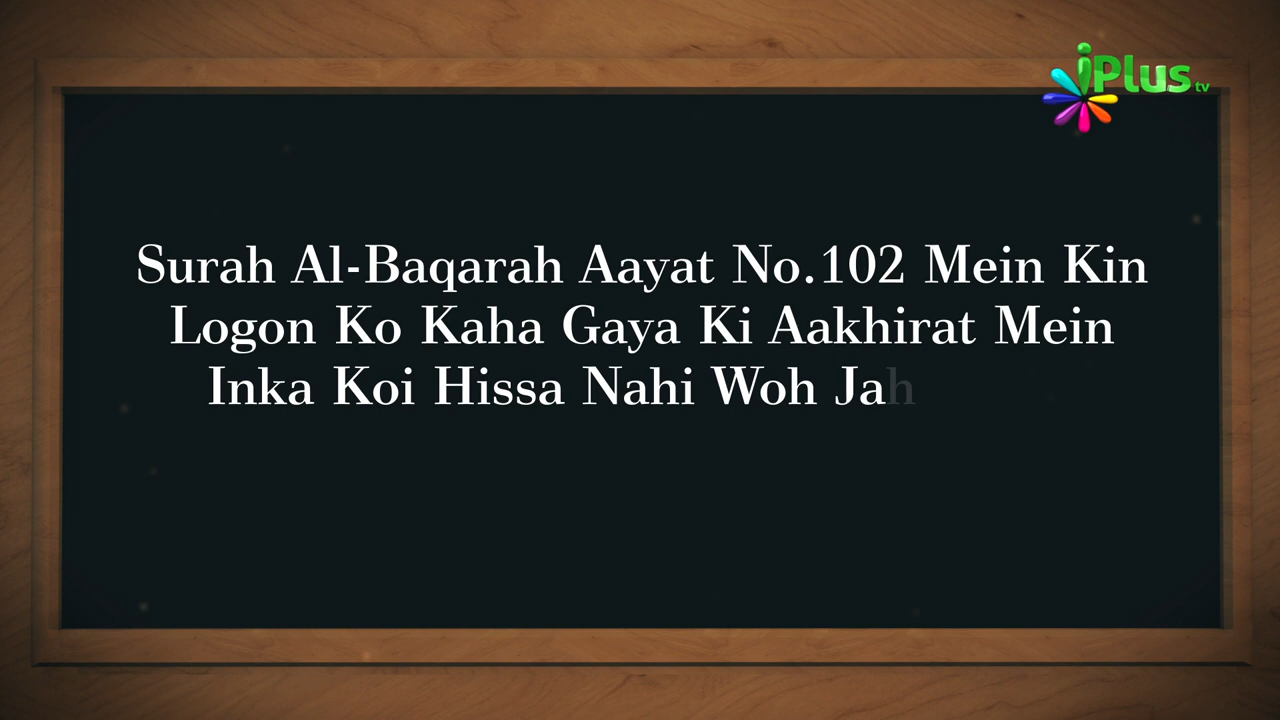 iPlus tv
Surah Al-Baqarah Aayat No.102 Mein Kin
Logon Ko Kaha Gaya Ki Aakhirat Mein
Inka Koi Hissa Nahi Woh Jah